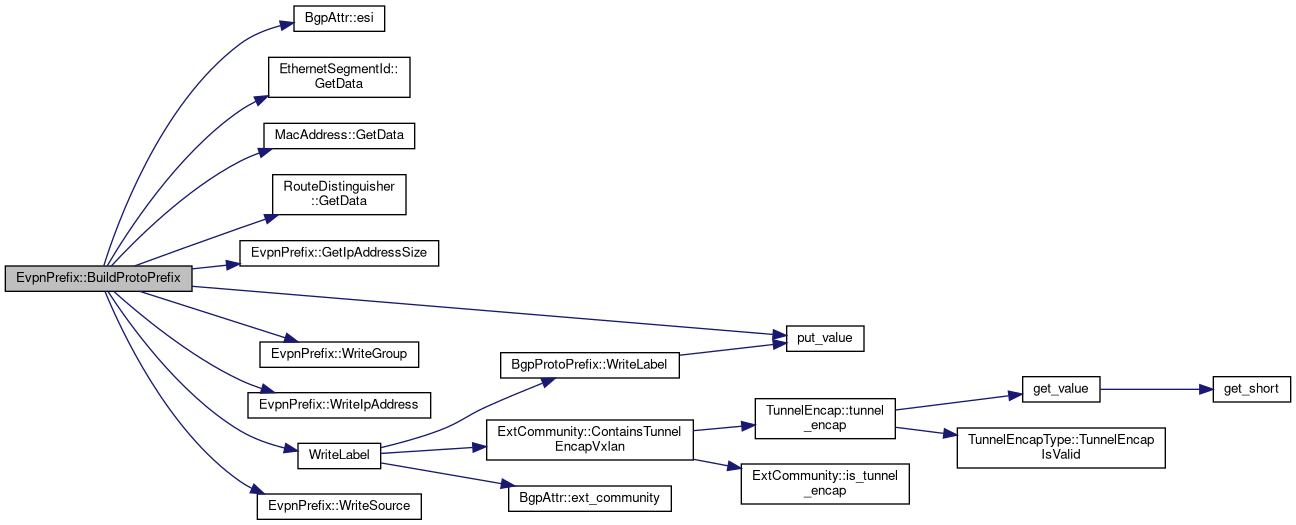 BgpAttr::esi
EthernetSegmentId::
GetData
MacAddress::GetData
RouteDistinguisher
::GetData
EvpnPrefix::GetIpAddressSize
EvpnPrefix::BuildProtoPrefix
put_value
EvpnPrefix::WriteGroup
BgpProtoPrefix::WriteLabel
get_value
get_short
EvpnPrefix::WriteIpAddress
TunnelEncap::tunnel
_encap
ExtCommunity::ContainsTunnel
EncapVxlan
TunnelEncapType::TunnelEncap
IsValid
WriteLabel
ExtCommunity::is_tunnel
_encap
BgpAttr::ext_community
EvpnPrefix::WriteSource